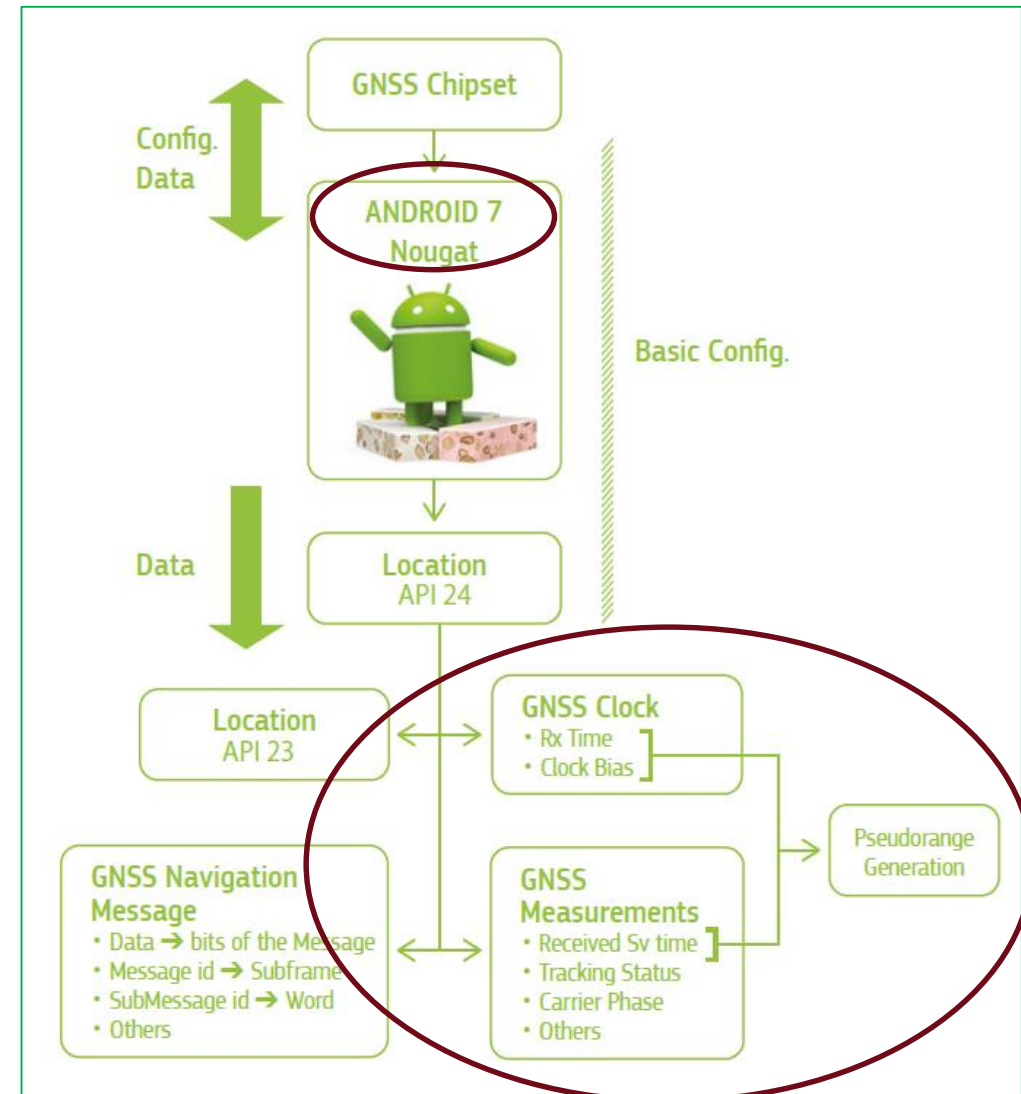 GNSS Chipset
Config.
Data
ANDROID 7
Nougat
Basic Config.
Data
Location
API 24
Location
API 23
GNSS Clock
• Rx Time
• Clock Bias
Pseudorange
Generation
GNSS Navigation
Message
• Data ➔ bits of the Message
• Message id ➔ Subframe
• SubMessage id ➔ Word
• Others
GNSS
Measurements
• Received Sv time
• Tracking Status
• Carrier Phase
• Others